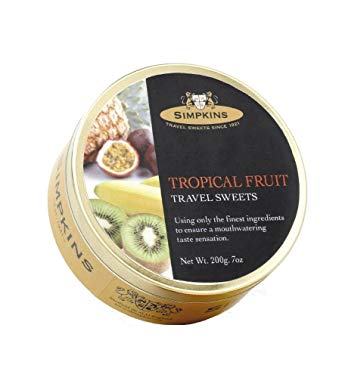 SIMPKINS
TRAVEL SWEETS SINCE 1921
TROPICAL FRUIT
TRAVEL SWEETS
Using only the finest ingredients
to ensure a mouthwatering
taste sensation.
Net Wt. 200g. 7oz
SIMPKINS